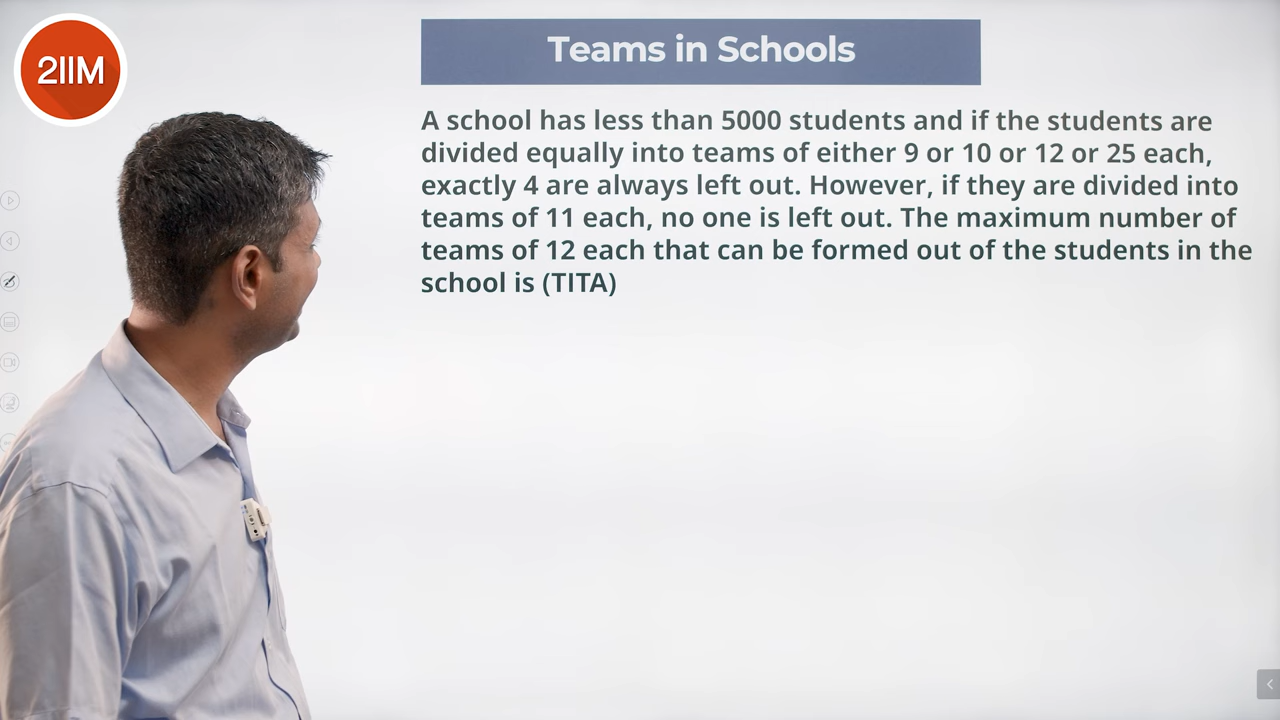 2IIM
Teams in Schools
A school has less than 5000 students and if the students are
divided equally into teams of either 9 or 10 or 12 or 25 each,
exactly 4 are always left out. However, if they are divided into
teams of 11 each, no one is left out. The maximum number of
teams of 12 each that can be formed out of the students in the
school is (TITA)